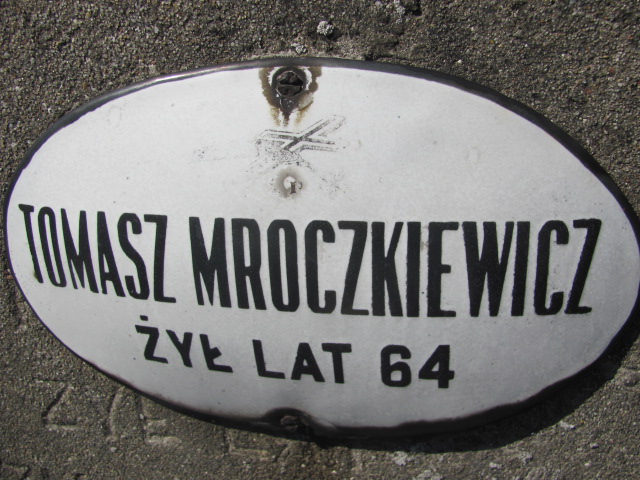 TOMASZ MROCZKIEWICZ
ŻYŁ LAT 64